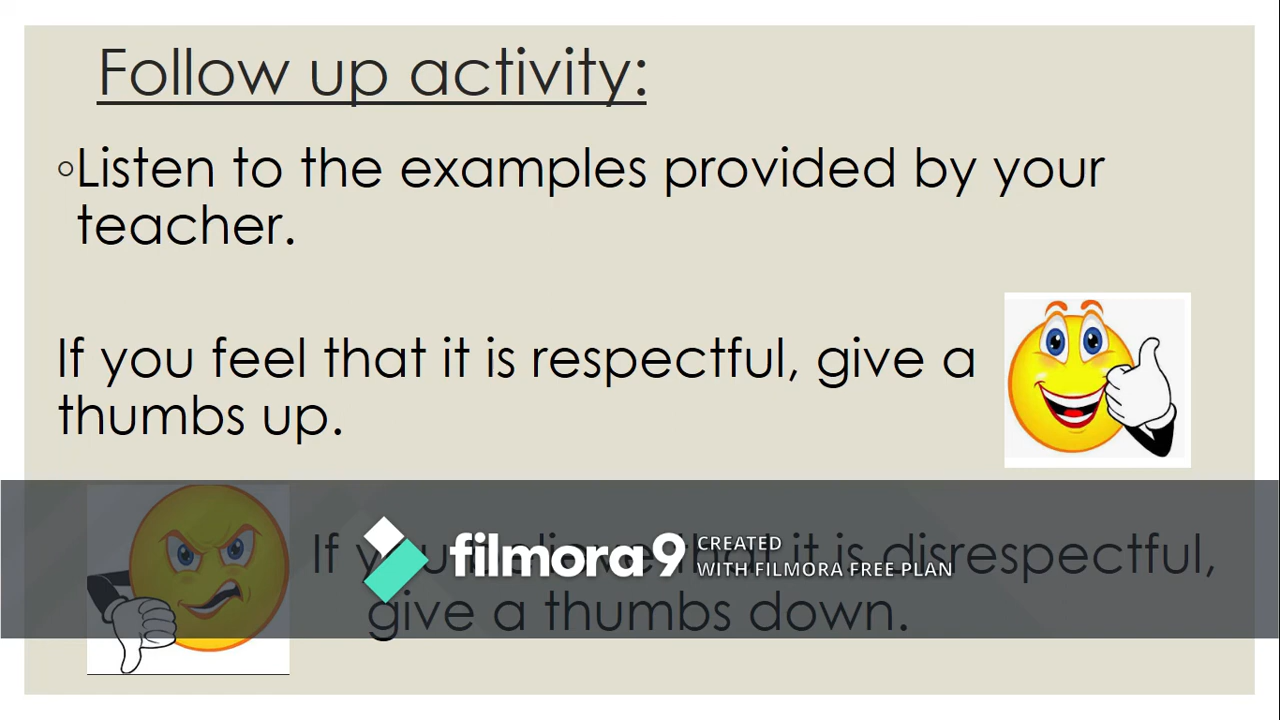 Follow up activity:
◦Listen to the examples provided by your
teacher.
If you feel that it is respectful, give a
thumbs up.
If you believe that it is disrespectful,
give a thumbs down.
filmora9
CREATED
WITH FILMORA FREE PLAN